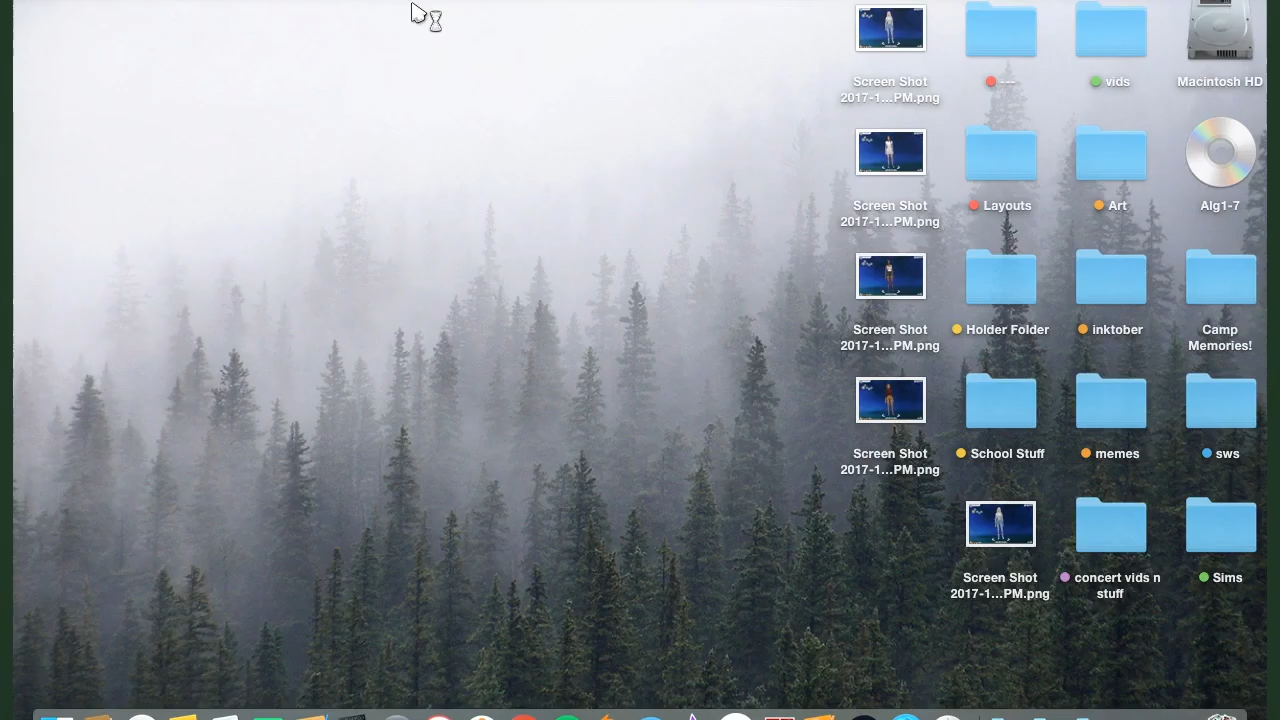 Screen Shot
2017-1...PM.png
---
vids
Macintosh HD
Screen Shot
2017-1...PM.png
Layouts
Art
Alg1-7
Screen Shot
2017-1...PM.png
Holder Folder
inktober
Camp
Memories!
Screen Shot
2017-1...PM.png
School Stuff
memes
sws
Screen Shot
2017-1...PM.png
concert vids n
stuff
Sims